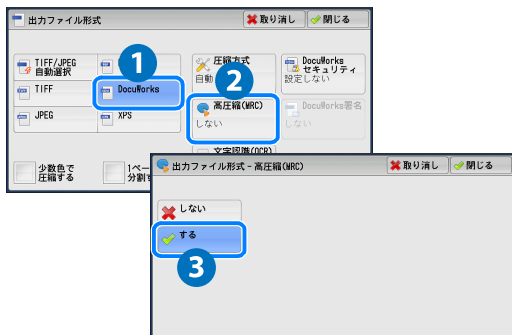 出力ファイル形式
取り消し
閉じる
TIFF/JPEG
自動選択
1
圧縮方式
自動
2
DocuWorks
セキュリティ
設定しない
TIFF
DocuWorks
高圧縮(MRC)
しない
DocuWorks署名
しない
JPEG
XPS
文字認識(OCR)
少数色で
圧縮する
1ペー
分割す
出力ファイル形式 - 高圧縮(MRC)
取り消し
閉じる
しない
する
3